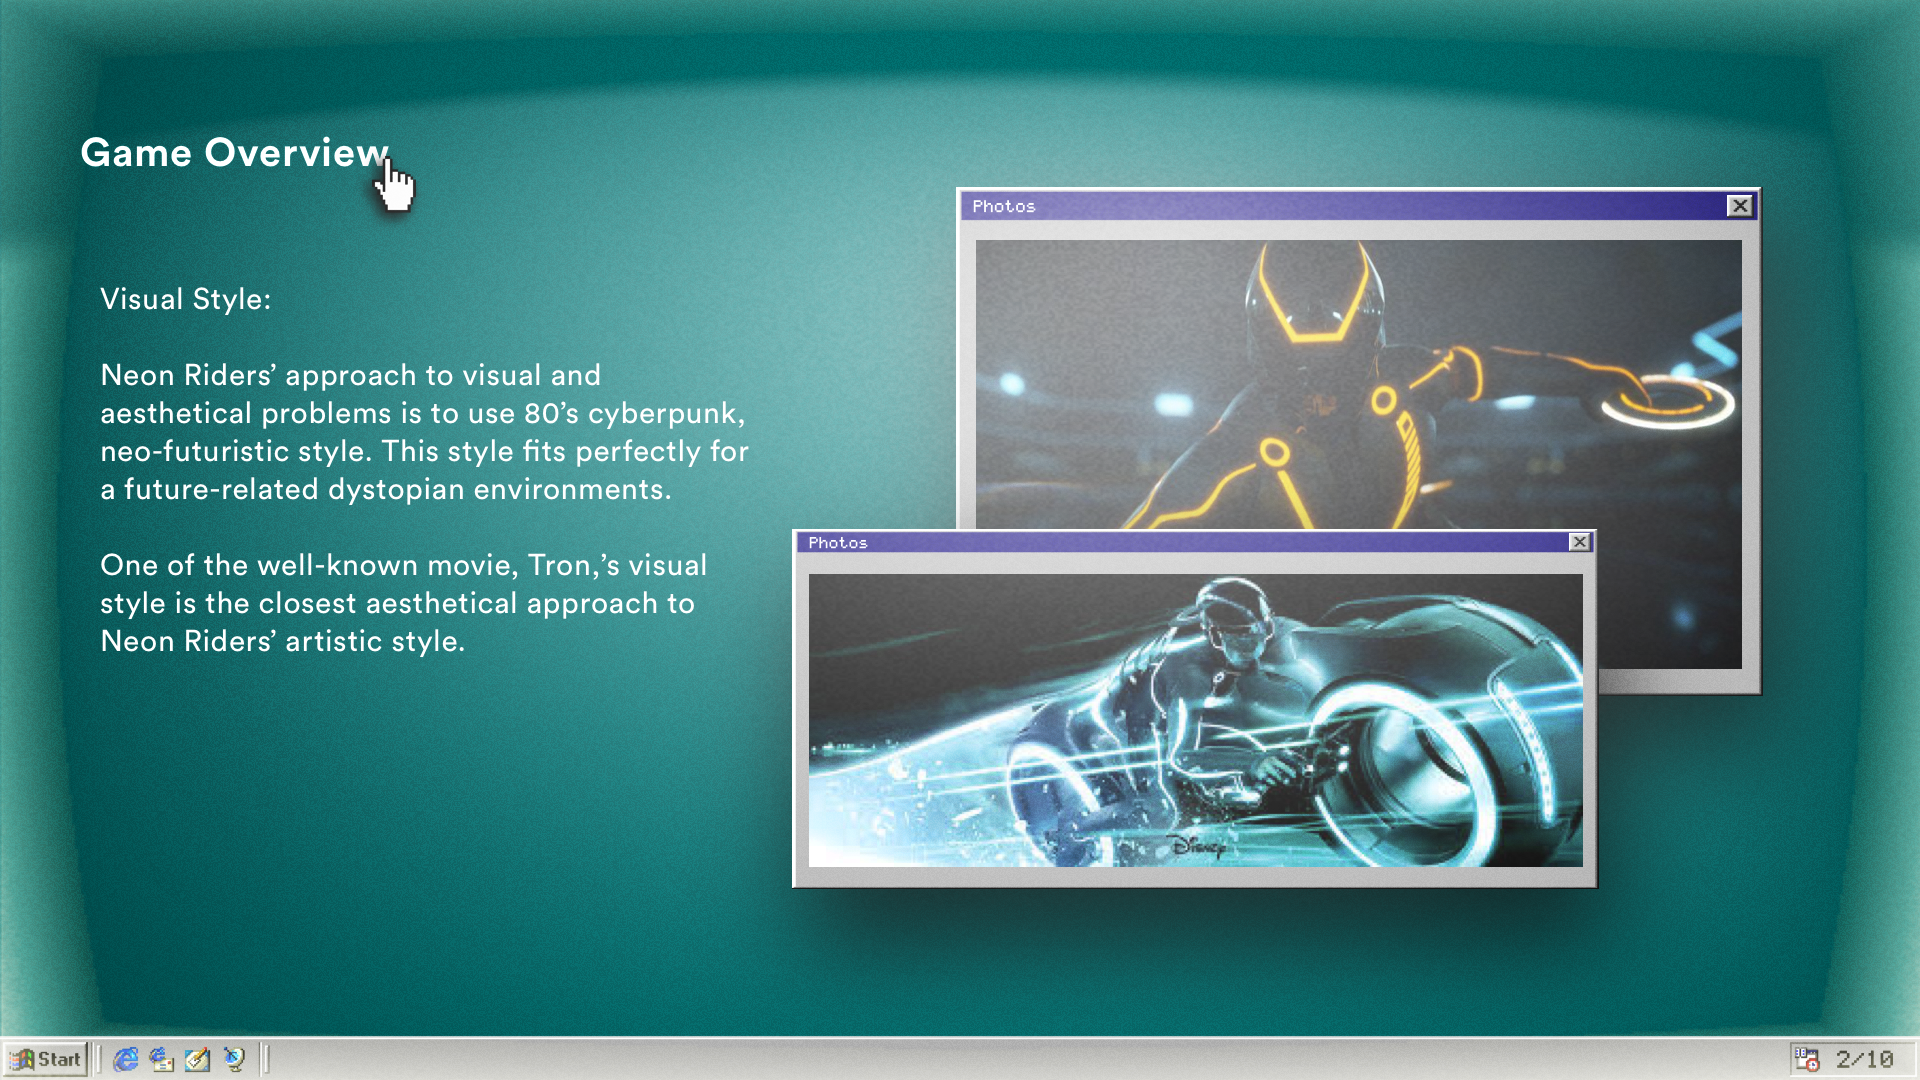 Game Overview
Visual Style:
Neon Riders’ approach to visual and
aesthetical problems is to use 80’s cyberpunk,
neo-futuristic style. This style fits perfectly for
a future-related dystopian environments.
One of the well-known movie, Tron,’s visual
style is the closest aesthetical approach to
Neon Riders’ artistic style.
Photos
Photos
Disney
Start
2/10